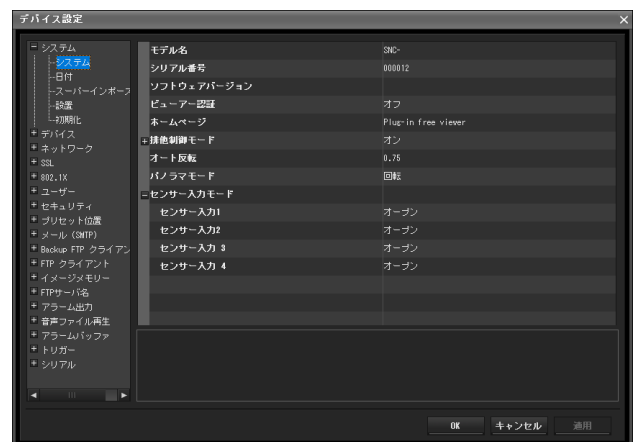 デバイス設定
システム
システム
日付
スーパーインポーズ
設置
初期化
デバイス
ネットワーク
SSL
802.1X
ユーザー
セキュリティ
プリセット位置
メール (SMTP)
Backup FTP クライアン
FTP クライアント
イメージメモリー
FTPサーバ名
アラーム出力
音声ファイル再生
アラームバッファ
トリガー
シリアル
モデル名 SNC-
シリアル番号 000012
ソフトウェアバージョン
ビューアー認証 オフ
ホームページ Plug-in free viewer
排他制御モード オン
オート反転 0.75
パノラマモード 回転
センサー入力モード
センサー入力1 オープン
センサー入力2 オープン
センサー入力 3 オープン
センサー入力 4 オープン
OK キャンセル 適用